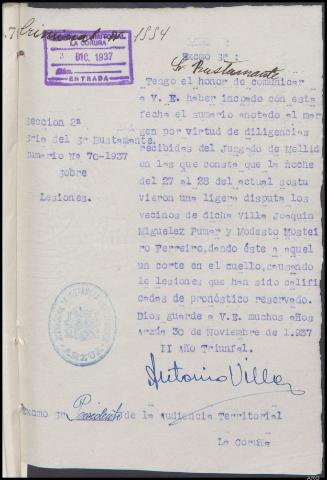 Criminal nº 1554
LA CORUÑA
DIC. 1937
ENTRADA
Excmo Sr:
Sr Bustamante
Tengo el honor de comunicar
a V. E. haber incoado con esta
fecha el sumario anotado al mar
gen por virtud de diligencias
recibidas del Juzgado de Mellid
en las que consta que la noche
del 27 al 28 del actual sostu
vieron una ligera disputa los
vecinos de dicha Villa Joaquin
Miguelez Pumar y Modesto Mostei
ro Ferreiro,dando éste a aquel
un corte en el cuello,causando
le lesiones que han sido califi
cadas de pronóstico reservado.
Dios guarde a V.E. muchos años
Arzúa 30 de Noviembre de 1.937
II Año Triunfal.
Antonio Villar
Seccion 2ª
Sria del Sr Bustamante
Sumario Nº 70-1937
sobre
Lesiones.
ARZUA
Excmo Sr Presidente de la Audiencia Territorial
La Coruña